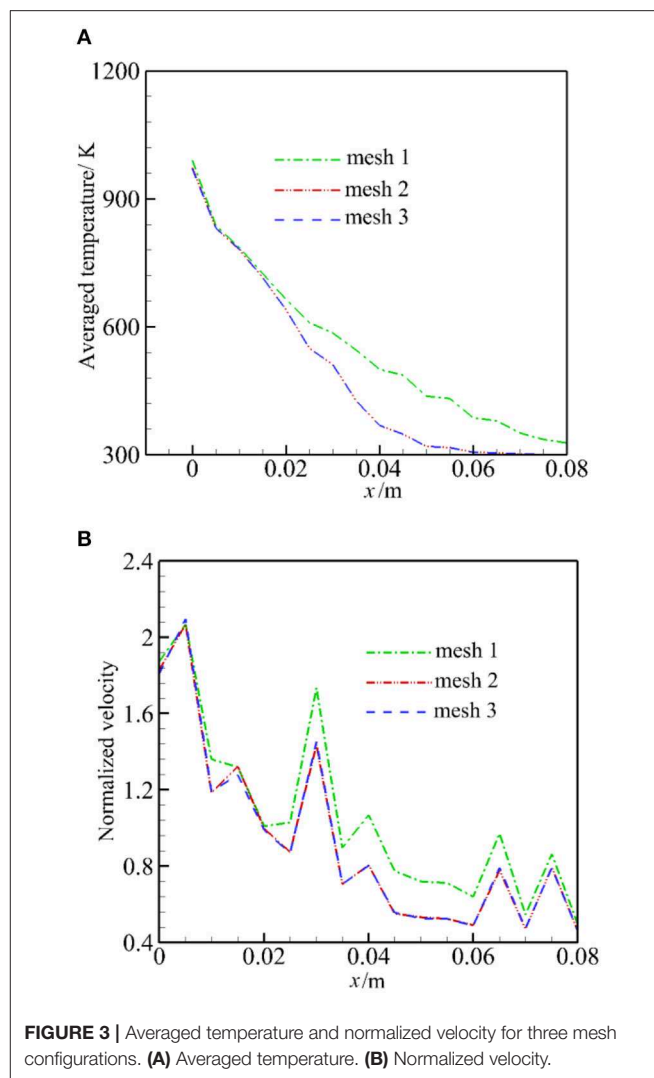 A
1200
900
600
300
Averaged temperature/ K
mesh 1
mesh 2
mesh 3
0 0.02 0.04 0.06 0.08
x/m
B
2.4
2
1.6
1.2
0.8
0.4
Normalized velocity
mesh 1
mesh 2
mesh 3
0 0.02 0.04 0.06 0.08
x/m
FIGURE 3 | Averaged temperature and normalized velocity for three mesh
configurations. (A) Averaged temperature. (B) Normalized velocity.